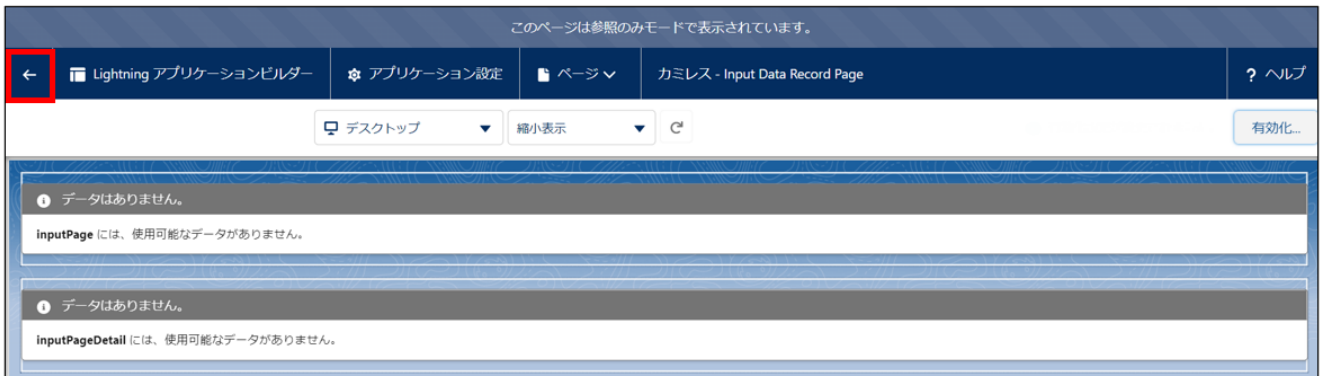 このページは参照のみモードで表示されています。
Lightning アプリケーションビルダー アプリケーション設定 ページ カミレス - Input Data Record Page ? ヘルプ
デスクトップ 縮小表示 有効化...
データはありません。
inputPage には、使用可能なデータがありません。
データはありません。
inputPageDetail には、使用可能なデータがありません。